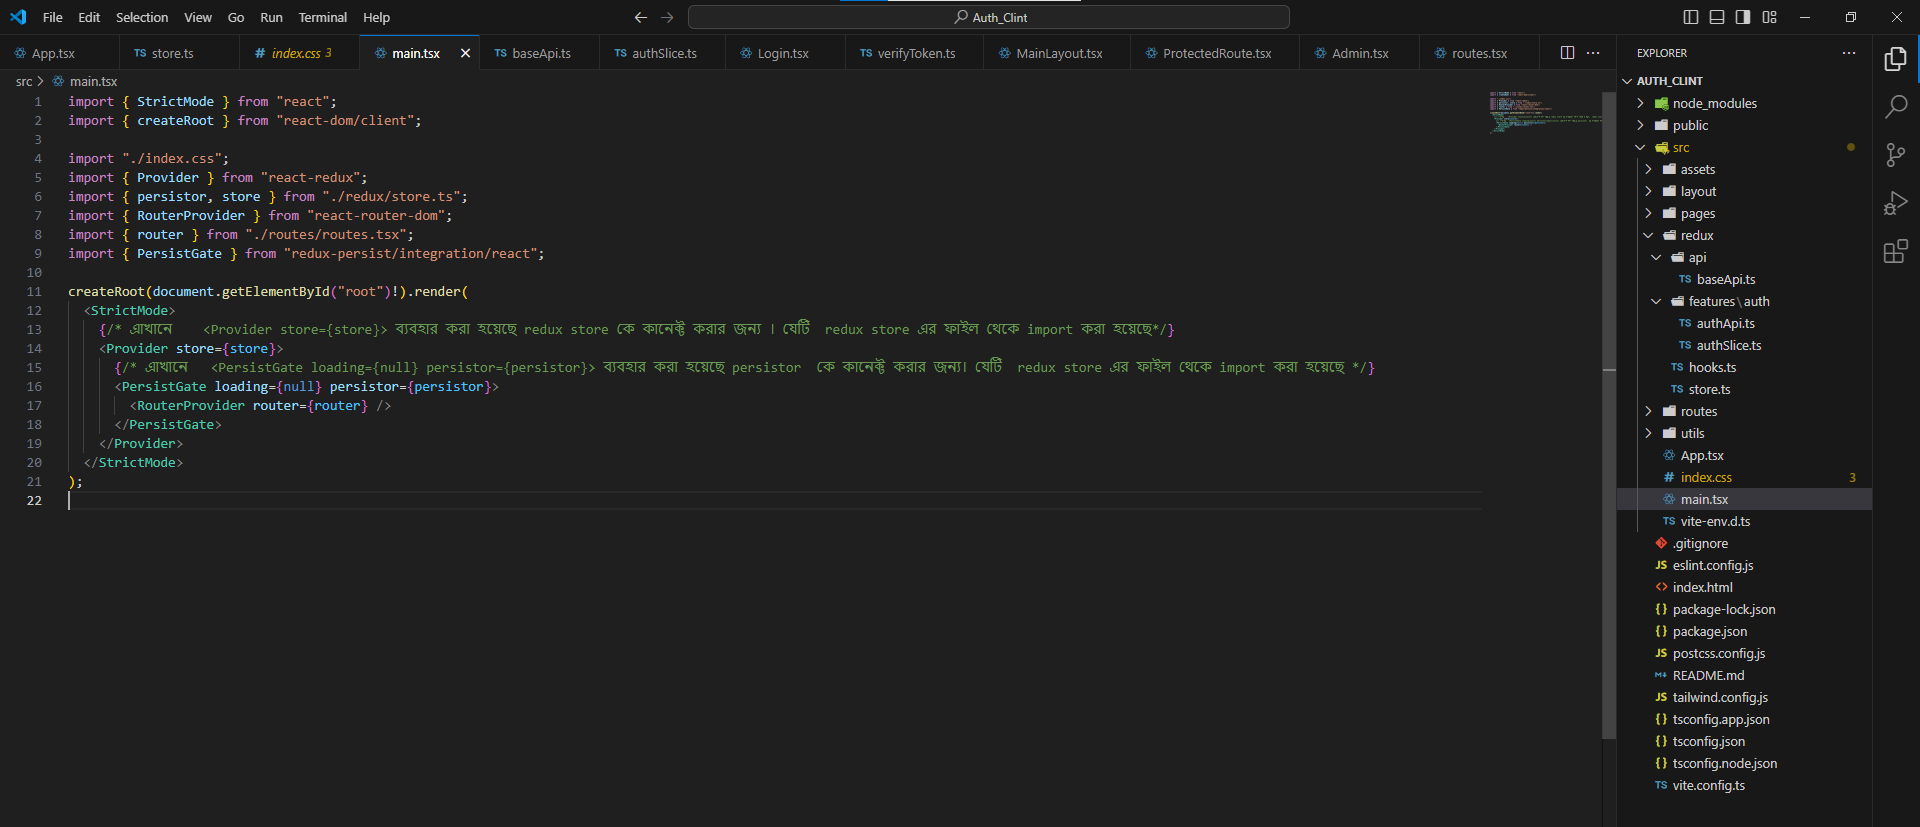 File Edit Selection View Go Run Terminal Help Auth_Clint
App.tsx TS store.ts # index.css 3 main.tsx TS baseApi.ts TS authSlice.ts Login.tsx TS verifyToken.ts MainLayout.tsx ProtectedRoute.tsx Admin.tsx routes.tsx
src > main.tsx
1 import { StrictMode } from "react";
2 import { createRoot } from "react-dom/client";
3
4 import "./index.css";
5 import { Provider } from "react-redux";
6 import { persistor, store } from "./redux/store.ts";
7 import { RouterProvider } from "react-router-dom";
8 import { router } from "./routes/routes.tsx";
9 import { PersistGate } from "redux-persist/integration/react";
10
11 createRoot(document.getElementById("root")!).render(
12 <StrictMode>
13 {/* এাখানে <Provider store={store}> ব্যবহার করা হয়েছে redux store কে কানেক্ট করার জন্য । যেটি redux store এর ফাইল থেকে import করা হয়েছে*/}
14 <Provider store={store}>
15 {/* এাখানে <PersistGate loading={null} persistor={persistor}> ব্যবহার করা হয়েছে persistor কে কানেক্ট করার জন্য। যেটি redux store এর ফাইল থেকে import করা হয়েছে */}
16 <PersistGate loading={null} persistor={persistor}>
17 <RouterProvider router={router} />
18 </PersistGate>
19 </Provider>
20 </StrictMode>
21 );
22
EXPLORER
AUTH_CLINT
node_modules
public
src
assets
layout
pages
redux
api
TS baseApi.ts
features\auth
TS authApi.ts
TS authSlice.ts
TS hooks.ts
TS store.ts
routes
utils
App.tsx
# index.css 3
main.tsx
TS vite-env.d.ts
.gitignore
JS eslint.config.js
<> index.html
{} package-lock.json
{} package.json
JS postcss.config.js
README.md
JS tailwind.config.js
{} tsconfig.app.json
{} tsconfig.json
{} tsconfig.node.json
TS vite.config.ts